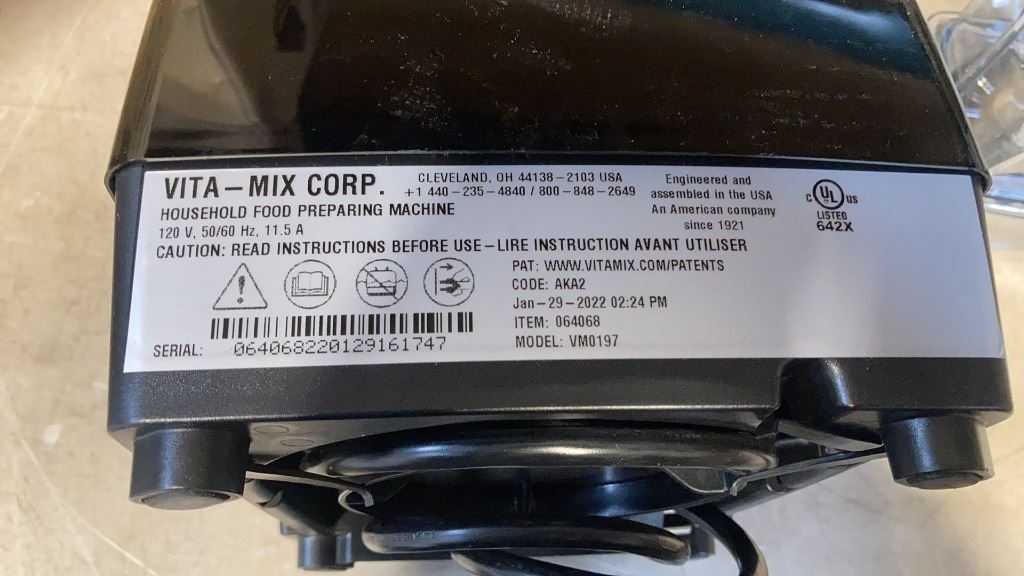 VITA-MIX CORP.
CLEVELAND, OH 44138-2103 USA
+1 440-235-4840 / 800-848-2649
HOUSEHOLD FOOD PREPARING MACHINE
120 V, 50/60 Hz, 11.5 A
Engineered and
assembled in the USA
An American company
since 1921
C UL US
LISTED
642X
CAUTION: READ INSTRUCTIONS BEFORE USE-LIRE INSTRUCTION AVANT UTILISER
PAT: WWW.VITAMIX.COM/PATENTS
CODE: AKA2
Jan-29-2022 02:24 PM
ITEM: 064068
MODEL: VM0197
SERIAL: 064068220129161747